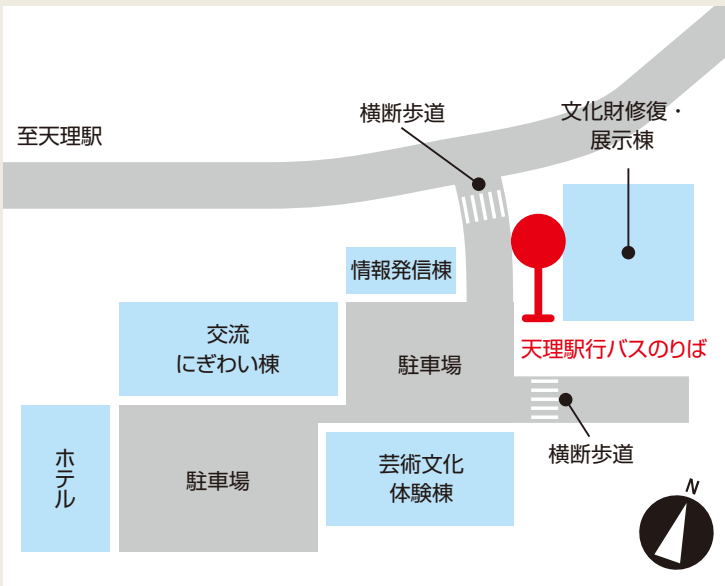 横断歩道
文化財修復・
展示棟
至天理駅
情報発信棟
交流
にぎわい棟
駐車場
天理駅行バスのりば
横断歩道
ホテル
駐車場
芸術文化
体験棟
N